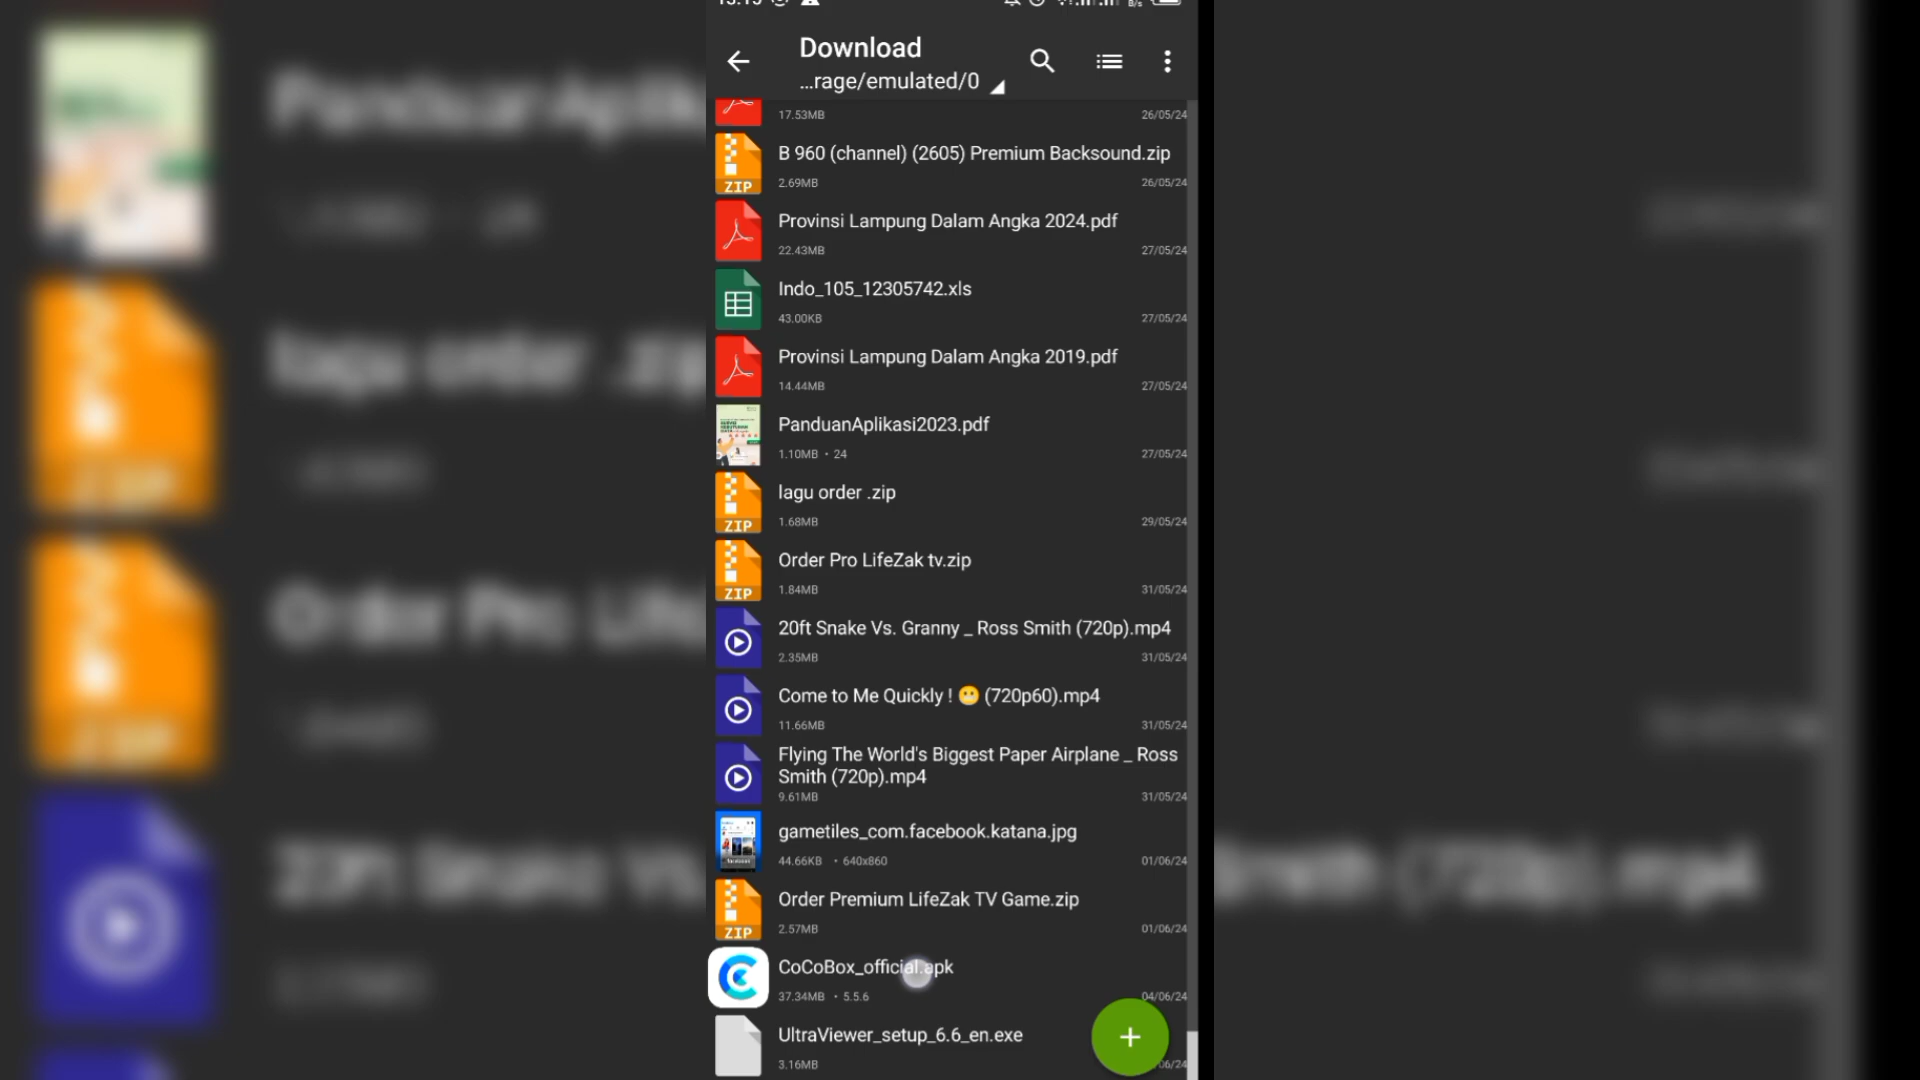 Download
...rage/emulated/0
17.53MB
26/05/24
B 960 (channel) (2605) Premium Backsound.zip
ZIP
2.69MB
26/05/24
Provinsi Lampung Dalam Angka 2024.pdf
22.43MB
27/05/24
Indo_105_12305742.xls
43.00KB
27/05/24
Provinsi Lampung Dalam Angka 2019.pdf
14.44MB
27/05/24
PanduanAplikasi2023.pdf
1.10MB • 24
27/05/24
lagu order .zip
ZIP
1.68MB
29/05/24
Order Pro LifeZak tv.zip
ZIP
1.84MB
31/05/24
20ft Snake Vs. Granny _ Ross Smith (720p).mp4
2.35MB
31/05/24
Come to Me Quickly ! 😬 (720p60).mp4
11.66MB
31/05/24
Flying The World's Biggest Paper Airplane _ Ross
Smith (720p).mp4
9.61MB
31/05/24
gametiles_com.facebook.katana.jpg
44.66KB • 640x860
01/06/24
Order Premium LifeZak TV Game.zip
ZIP
2.57MB
01/06/24
CoCoBox_official.apk
37.34MB • 5.5.6
04/06/24
UltraViewer_setup_6.6_en.exe
3.16MB